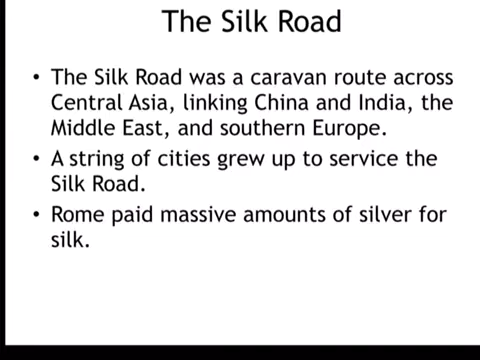 The Silk Road
• The Silk Road was a caravan route across
Central Asia, linking China and India, the
Middle East, and southern Europe.
• A string of cities grew up to service the
Silk Road.
• Rome paid massive amounts of silver for
silk.